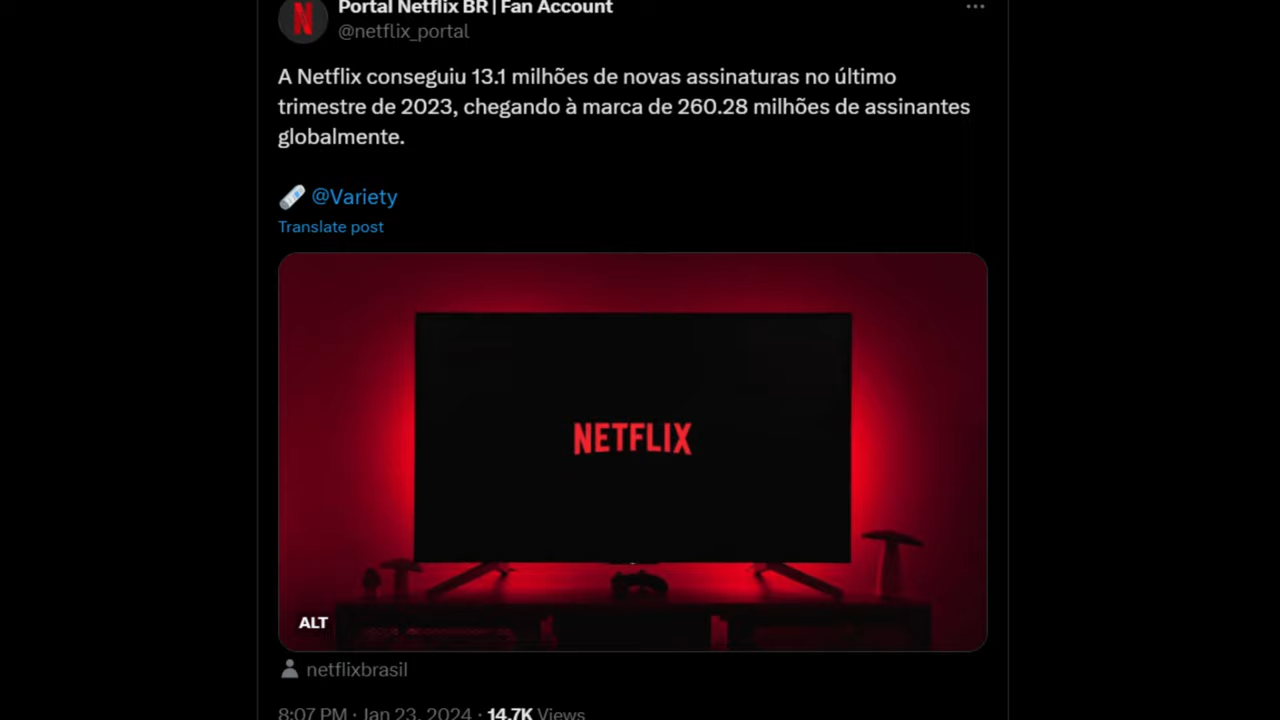 Portal Netflix BR | Fan Account
@netflix_portal
A Netflix conseguiu 13.1 milhões de novas assinaturas no último
trimestre de 2023, chegando à marca de 260.28 milhões de assinantes
globalmente.
@Variety
Translate post
NETFLIX
ALT
netflixbrasil
8:07 PM · Jan 23, 2024 · 14.7K Views